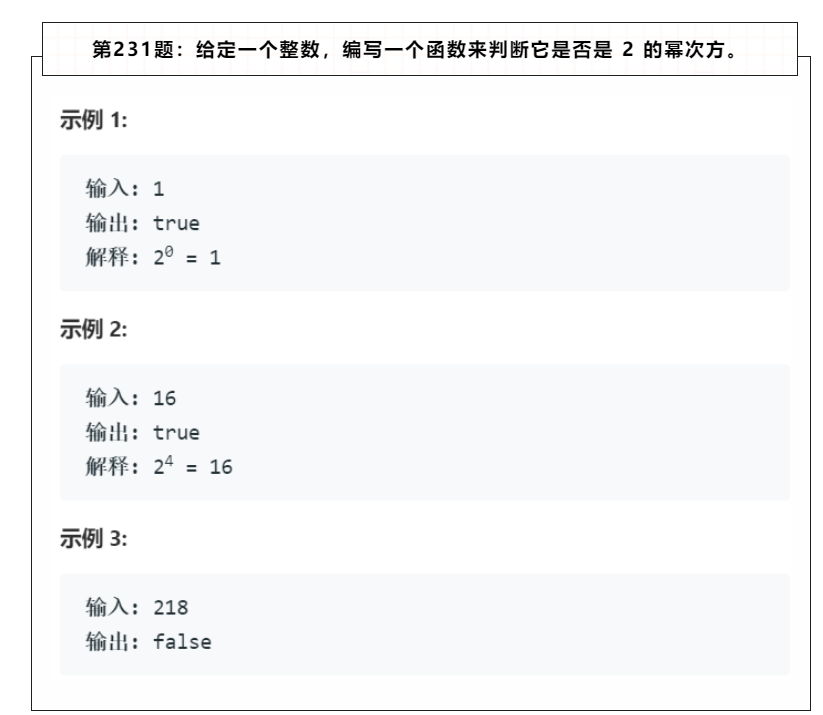 第231题：给定一个整数，编写一个函数来判断它是否是 2 的幂次方。
示例 1:
输入: 1
输出: true
解释: 2⁰ = 1
示例 2:
输入: 16
输出: true
解释: 2⁴ = 16
示例 3:
输入: 218
输出: false